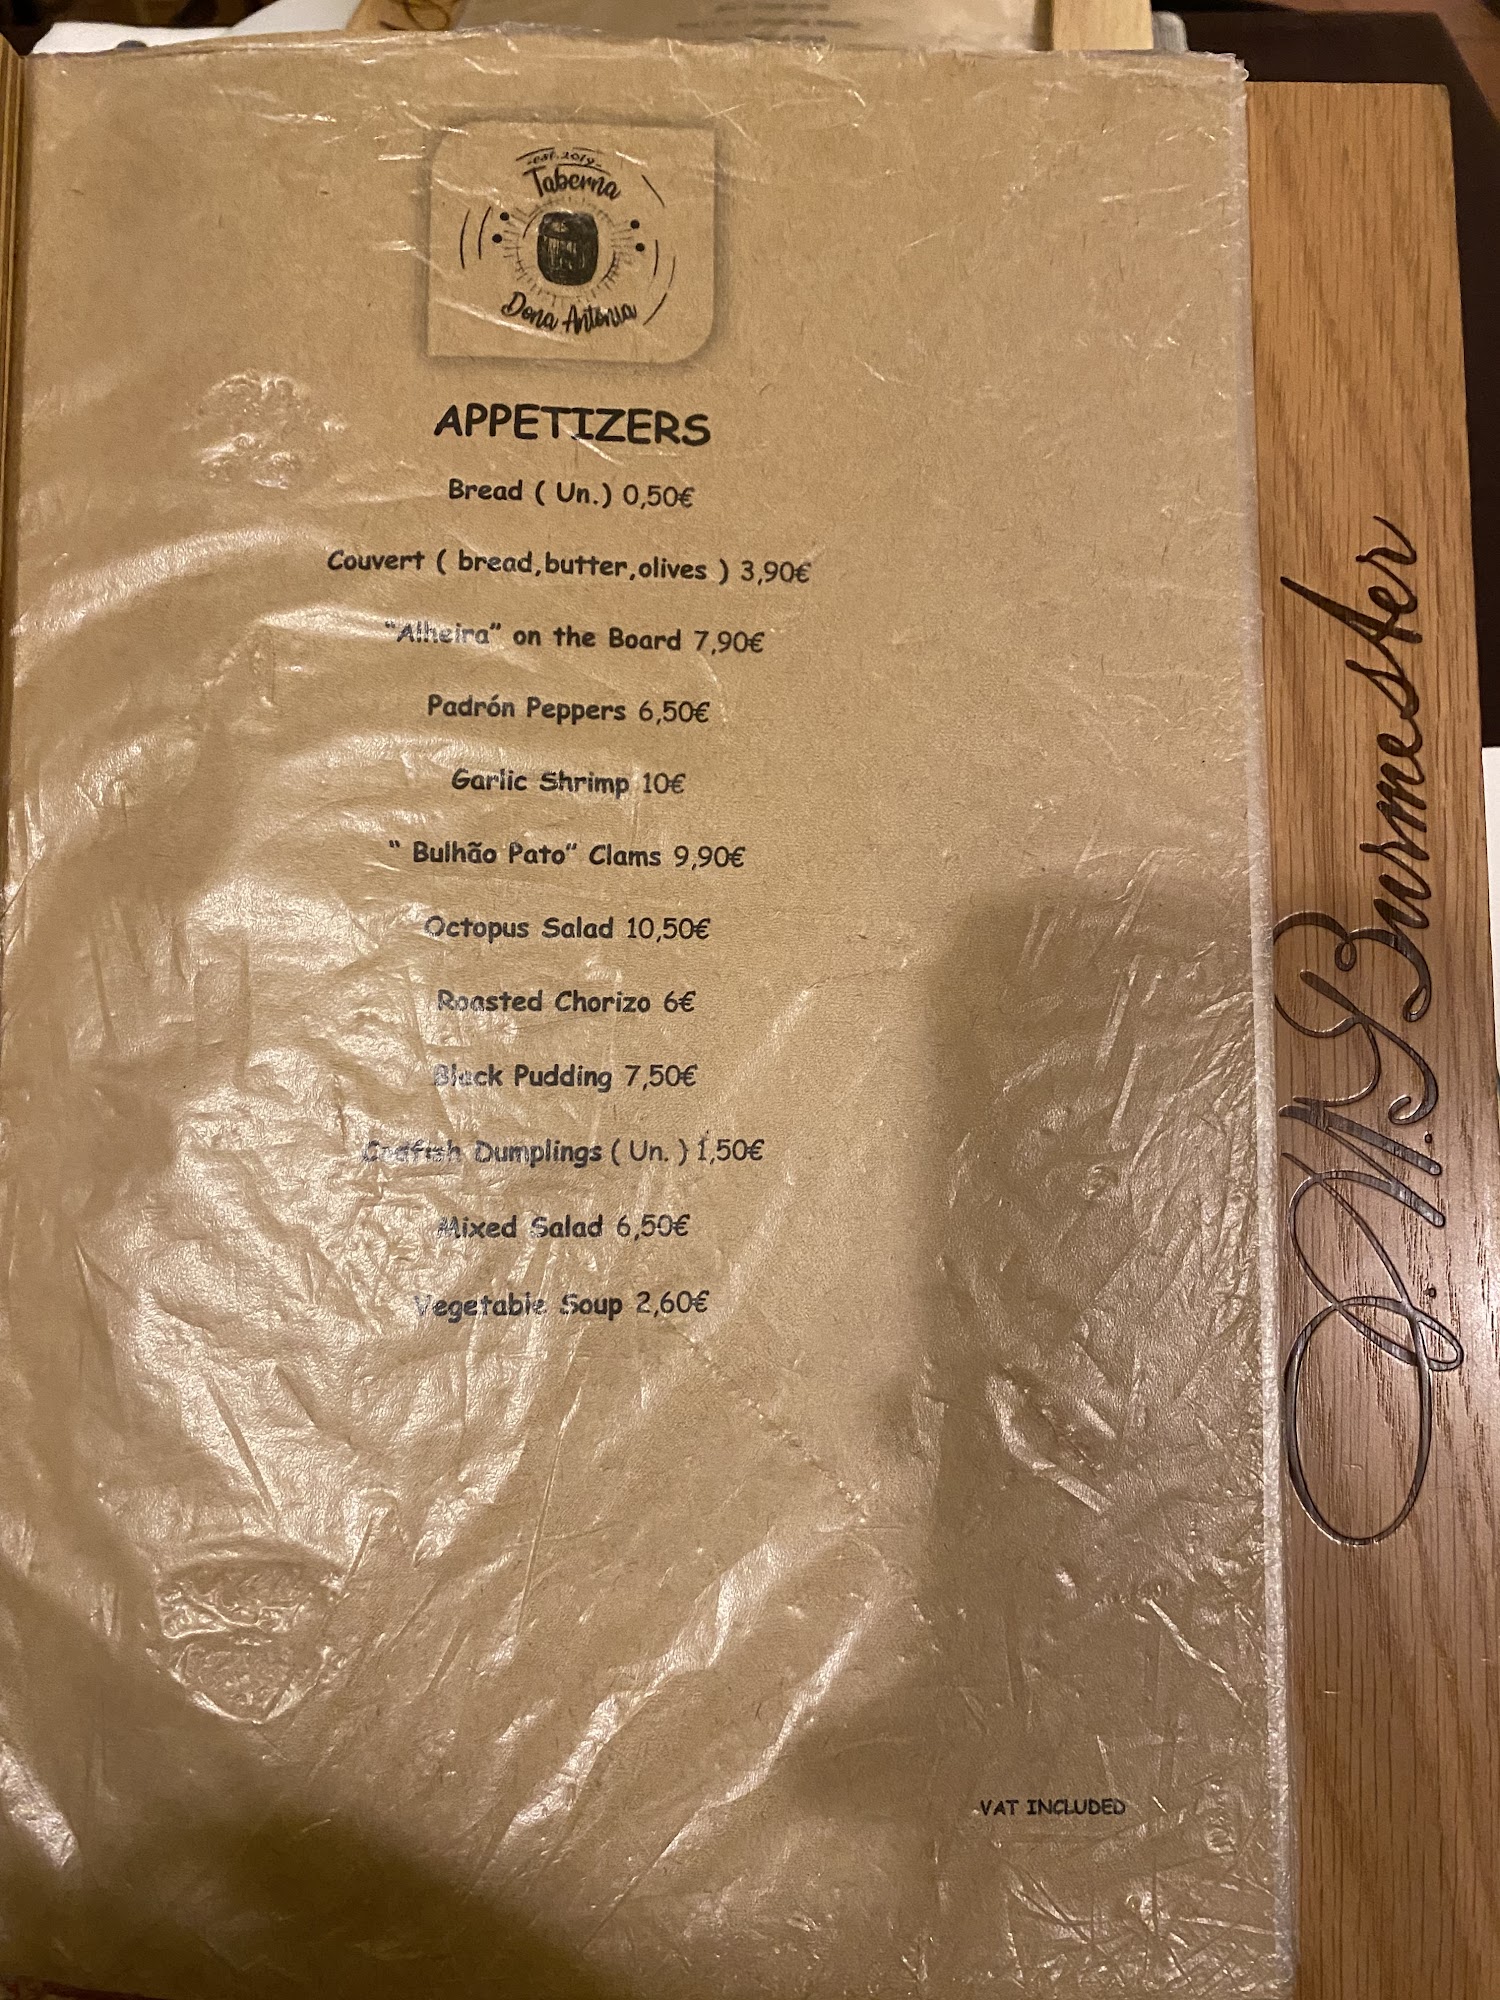 -est.2019-
Taberna
Dona Antónia
APPETIZERS
Bread ( Un.) 0,50€
Couvert ( bread,butter,olives ) 3,90€
“Alheira” on the Board 7,90€
Padrón Peppers 6,50€
Garlic Shrimp 10€
“ Bulhão Pato” Clams 9,90€
Octopus Salad 10,50€
Roasted Chorizo 6€
Black Pudding 7,50€
Codfish Dumplings ( Un. ) 1,50€
Mixed Salad 6,50€
Vegetable Soup 2,60€
VAT INCLUDED
J.W.Burmester